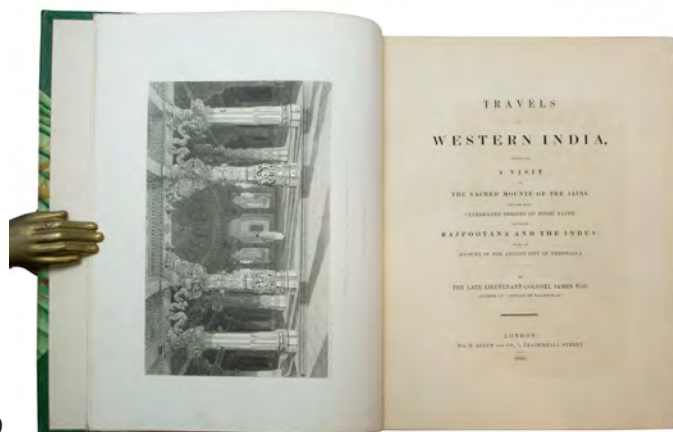 TRAVELS
WESTERN INDIA,
A VISIT
THE SACRED MOUNTS OF THE JAINS,
CELEBRATED SHRINES OF HINDU FAITH
RAJPOOTANA AND THE INDUS;
ACCOUNT OF THE ANCIENT CITY OF NEHRWALLA.
BY
THE LATE LIEUTENANT-COLONEL JAMES TOD,
AUTHOR OF "ANNALS OF RAJASTHAN."
LONDON:
WM. H. ALLEN AND CO., 7, LEADENHALL STREET.